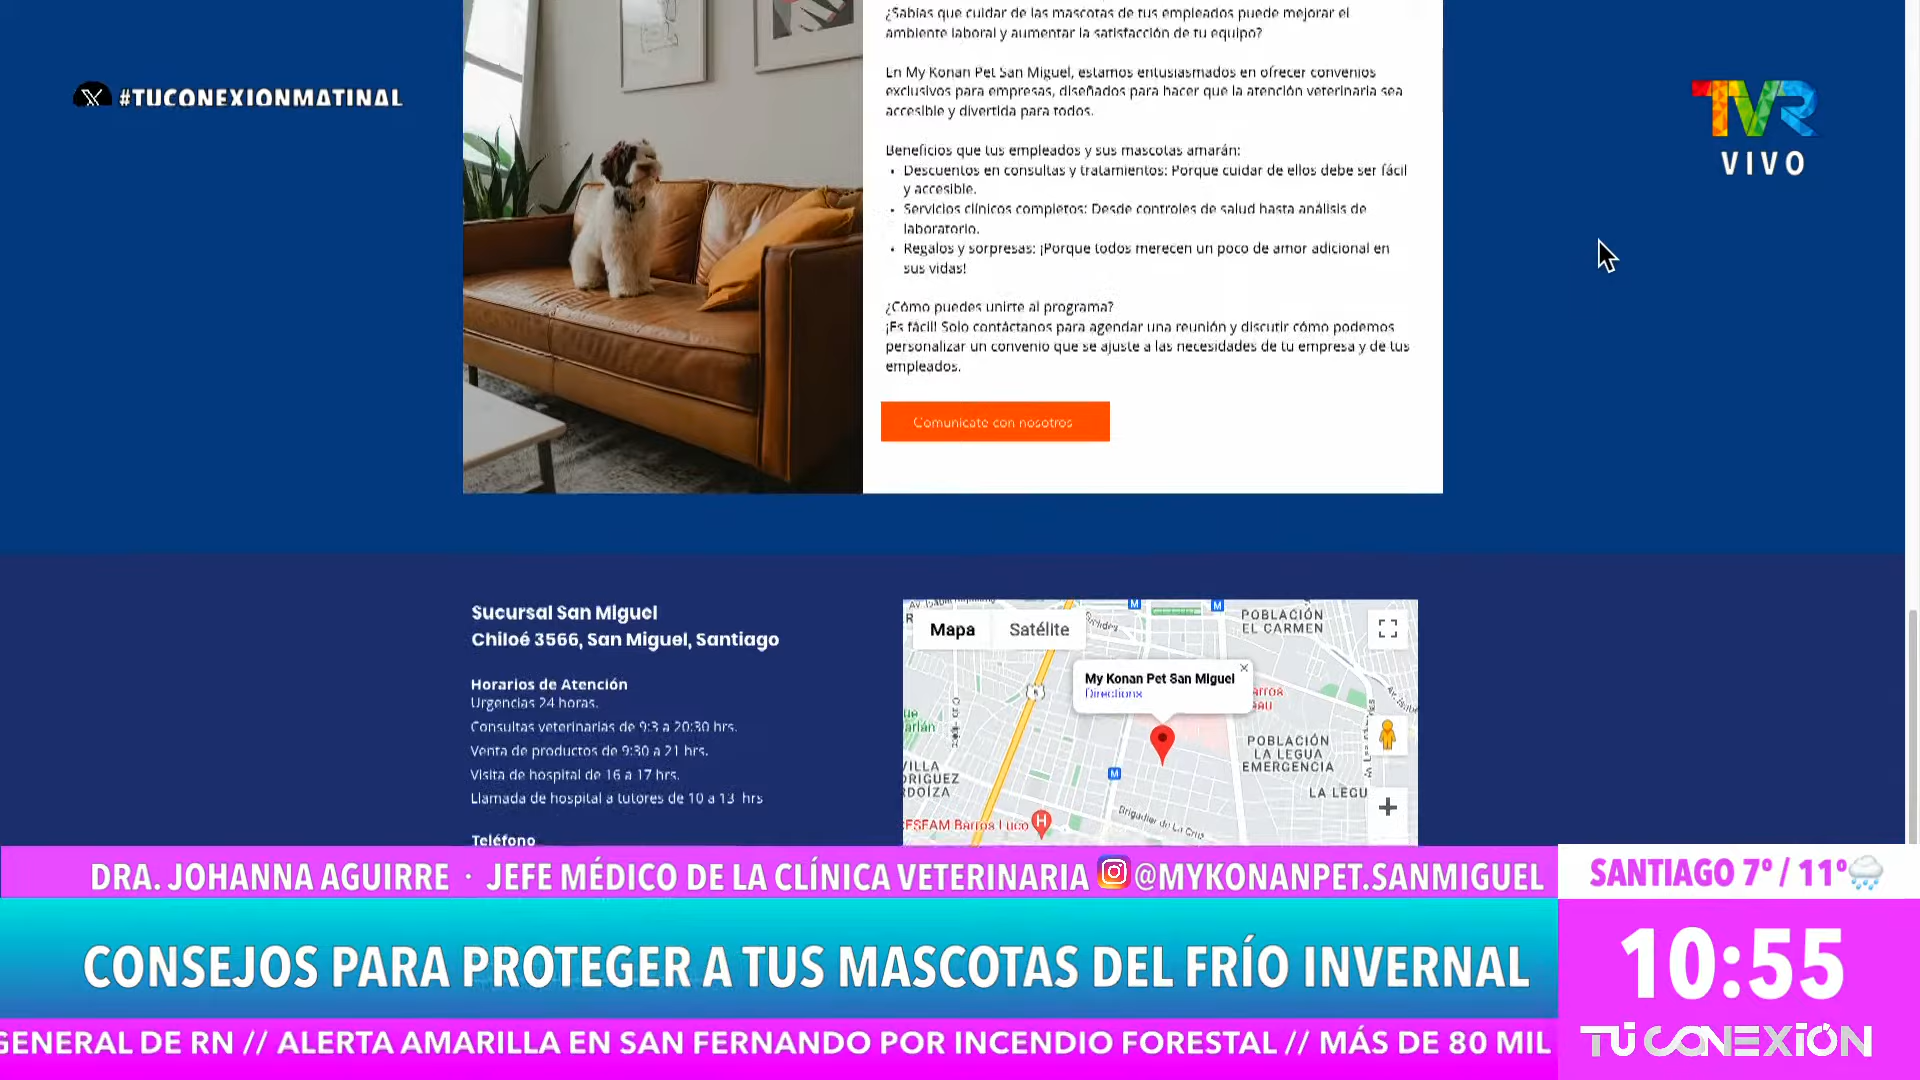 ¿Sabías que cuidar de las mascotas de tus empleados puede mejorar el
ambiente laboral y aumentar la satisfacción de tu equipo?
En My Konan Pet San Miguel, estamos entusiasmados en ofrecer convenios
exclusivos para empresas, diseñados para hacer que la atención veterinaria sea
accesible y divertida para todos.
Beneficios que tus empleados y sus mascotas amarán:
• Descuentos en consultas y tratamientos: Porque cuidar de ellos debe ser fácil
y accesible.
• Servicios clínicos completos: Desde controles de salud hasta análisis de
laboratorio.
• Regalos y sorpresas: ¡Porque todos merecen un poco de amor adicional en
sus vidas!
¿Cómo puedes unirte al programa?
¡Es fácil! Solo contáctanos para agendar una reunión y discutir cómo podemos
personalizar un convenio que se ajuste a las necesidades de tu empresa y de tus
empleados.
Comunícate con nosotros
#TUCONEXIONMATINAL
TVR
VIVO
Sucursal San Miguel
Chiloé 3566, San Miguel, Santiago
Horarios de Atención
Urgencias 24 horas.
Consultas veterinarias de 9:3 a 20:30 hrs.
Venta de productos de 9:30 a 21 hrs.
Visita de hospital de 16 a 17 hrs.
Llamada de hospital a tutores de 10 a 13 hrs
Teléfono
Mapa
Satélite
My Konan Pet San Miguel
Directions
POBLACIÓN
EL CARMEN
POBLACIÓN
LA LEGUA
EMERGENCIA
LA LEGU
VILLA
Brigadier de La Cruz
CESFAM Barros Luco
H
M
M
M
DRA. JOHANNA AGUIRRE · JEFE MÉDICO DE LA CLÍNICA VETERINARIA @MYKONANPET.SANMIGUEL
SANTIAGO 7º / 11º
CONSEJOS PARA PROTEGER A TUS MASCOTAS DEL FRÍO INVERNAL
10:55
GENERAL DE RN // ALERTA AMARILLA EN SAN FERNANDO POR INCENDIO FORESTAL // MÁS DE 80 MIL
TU CONEXIÓN